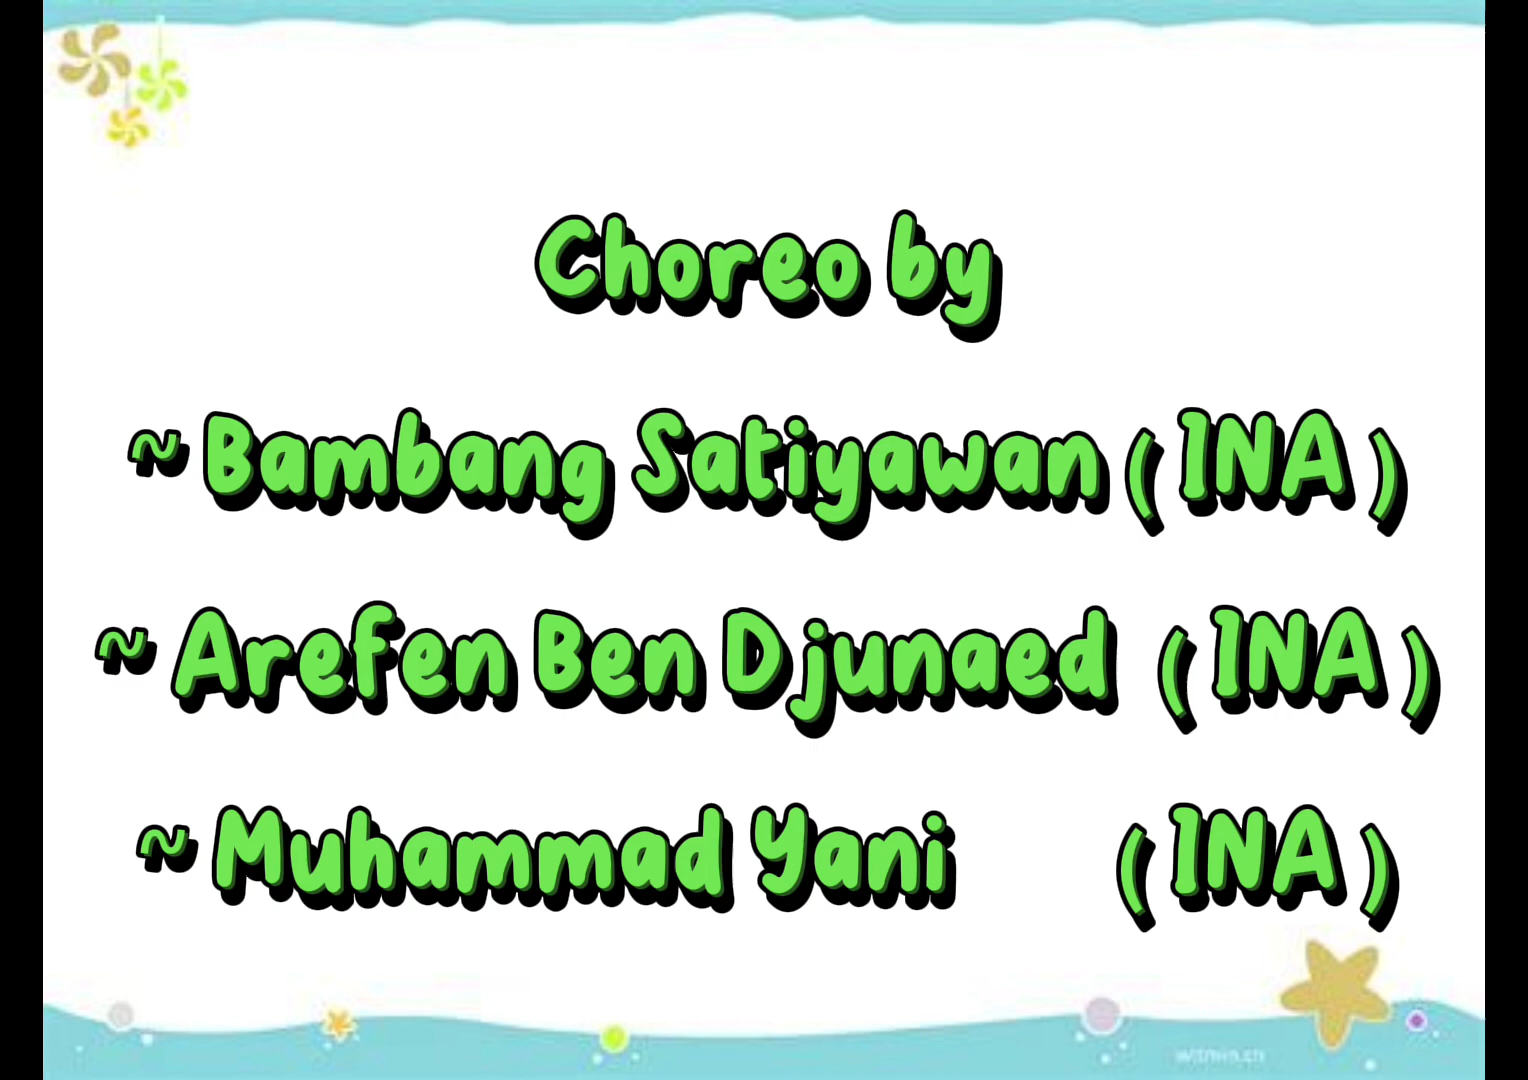 Choreo by
~ Bambang Satiyawan ( INA )
~ Arefen Ben Djunaed ( INA )
~ Muhammad Yani ( INA )